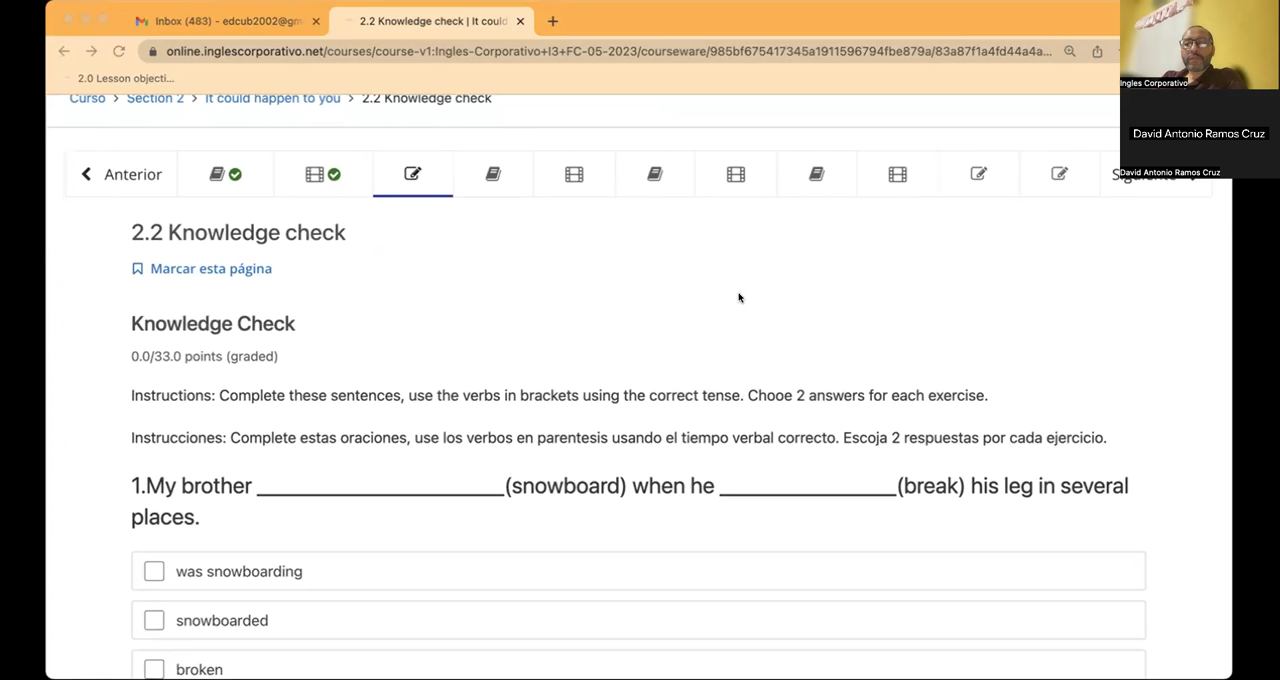 Inbox (483) - edcub2002@gm
2.2 Knowledge check | It could
online.inglescorporativo.net/courses/course-v1:Ingles-Corporativo+I3+FC-05-2023/courseware/985bf675417345a1911596794fbe879a/83a87f1a4fd44a4a...
2.0 Lesson objecti...
Ingles Corporativo
David Antonio Ramos Cruz
David Antonio Ramos Cruz
Curso > Section 2 > It could happen to you > 2.2 Knowledge check
Anterior
2.2 Knowledge check
Marcar esta página
Knowledge Check
0.0/33.0 points (graded)
Instructions: Complete these sentences, use the verbs in brackets using the correct tense. Chooe 2 answers for each exercise.
Instrucciones: Complete estas oraciones, use los verbos en parentesis usando el tiempo verbal correcto. Escoja 2 respuestas por cada ejercicio.
1.My brother ____________________(snowboard) when he ______________(break) his leg in several
places.
was snowboarding
snowboarded
broken